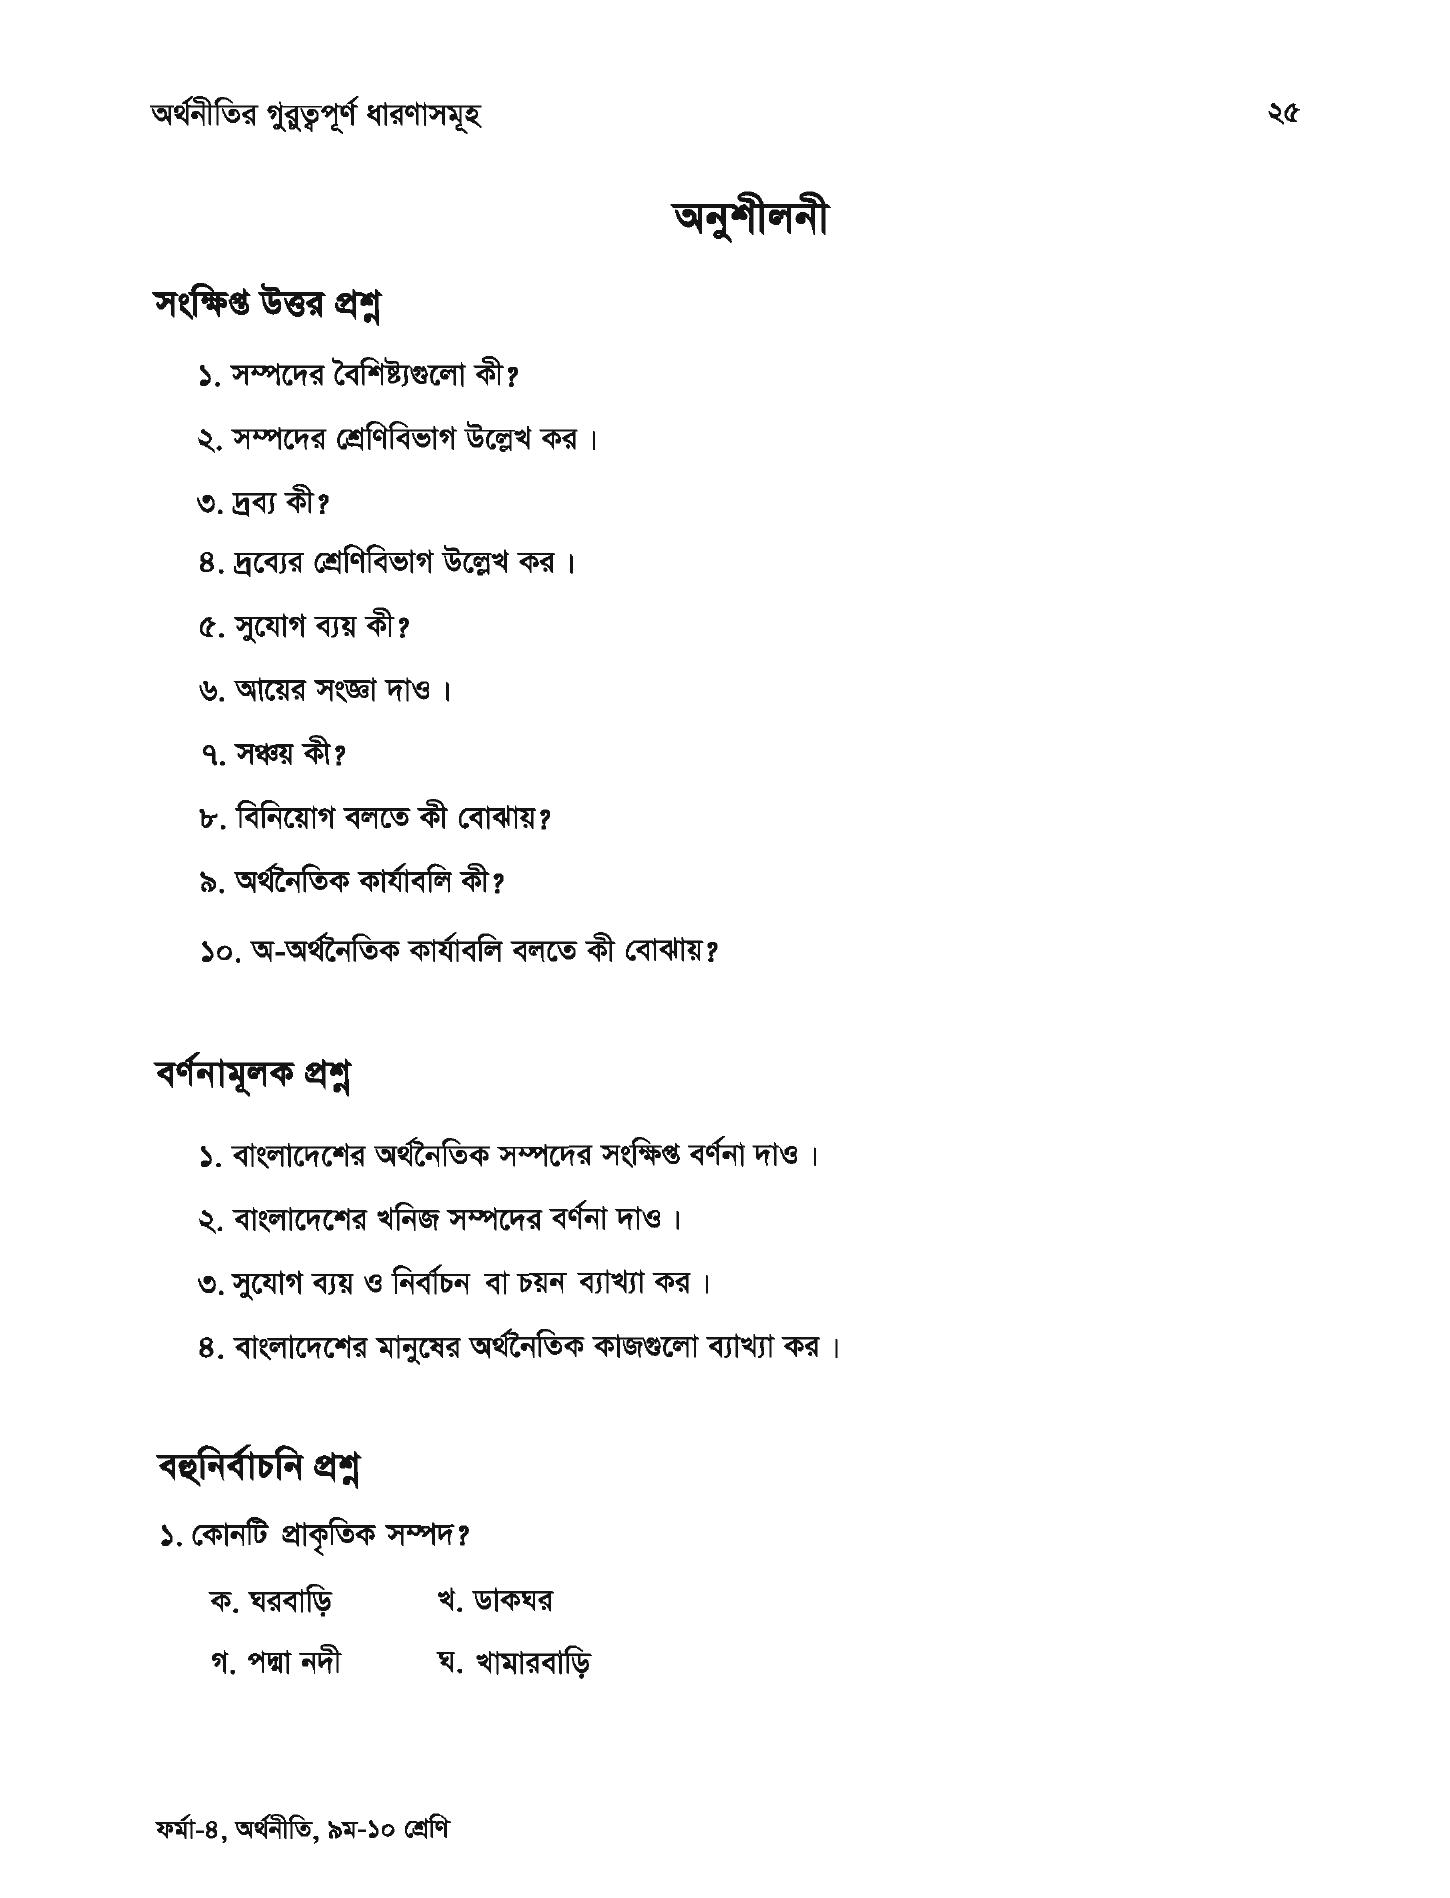 অর্থনীতির গুরুত্বপূর্ণ ধারণাসমূহ ২৫
অনুশীলনী
সংক্ষিপ্ত উত্তর প্রশ্ন
১. সম্পদের বৈশিষ্ট্যগুলো কী?
২. সম্পদের শ্রেণিবিভাগ উল্লেখ কর।
৩. দ্রব্য কী?
৪. দ্রব্যের শ্রেণিবিভাগ উল্লেখ কর।
৫. সুযোগ ব্যয় কী?
৬. আয়ের সংজ্ঞা দাও।
৭. সঞ্চয় কী?
৮. বিনিয়োগ বলতে কী বোঝায়?
৯. অর্থনৈতিক কার্যাবলি কী?
১০. অ-অর্থনৈতিক কার্যাবলি বলতে কী বোঝায়?
বর্ণনামূলক প্রশ্ন
১. বাংলাদেশের অর্থনৈতিক সম্পদের সংক্ষিপ্ত বর্ণনা দাও।
২. বাংলাদেশের খনিজ সম্পদের বর্ণনা দাও।
৩. সুযোগ ব্যয় ও নির্বাচন বা চয়ন ব্যাখ্যা কর।
৪. বাংলাদেশের মানুষের অর্থনৈতিক কাজগুলো ব্যাখ্যা কর।
বহুনির্বাচনি প্রশ্ন
১. কোনটি প্রাকৃতিক সম্পদ?
ক. ঘরবাড়ি খ. ডাকঘর
গ. পদ্মা নদী ঘ. খামারবাড়ি
ফর্মা-৪, অর্থনীতি, ৯ম-১০ শ্রেণি